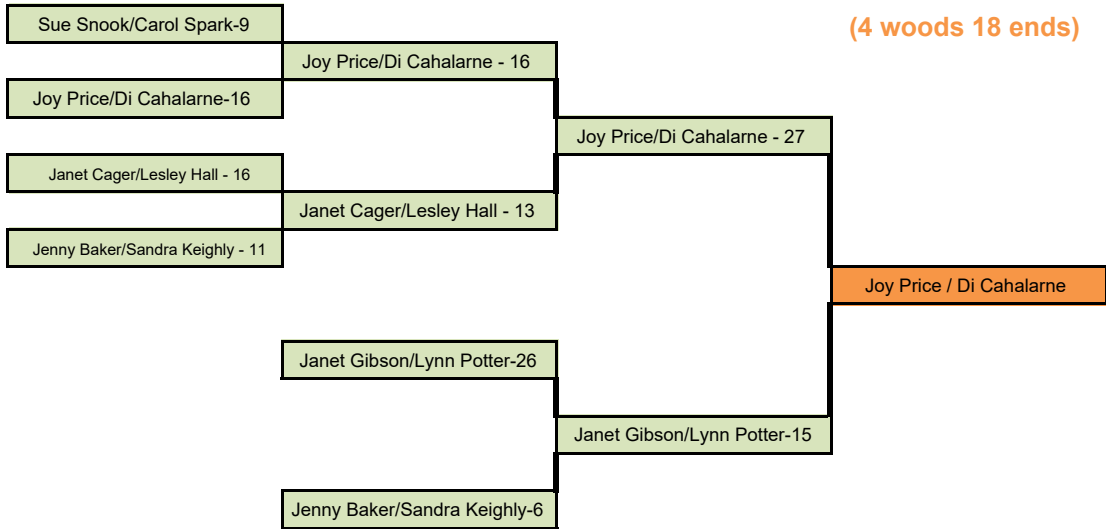 Sue Snook/Carol Spark-9
(4 woods 18 ends)
Joy Price/Di Cahalarne - 16
Joy Price/Di Cahalarne-16
Joy Price/Di Cahalarne - 27
Janet Cager/Lesley Hall - 16
Janet Cager/Lesley Hall - 13
Jenny Baker/Sandra Keighly - 11
Joy Price / Di Cahalarne
Janet Gibson/Lynn Potter-26
Janet Gibson/Lynn Potter-15
Jenny Baker/Sandra Keighly-6